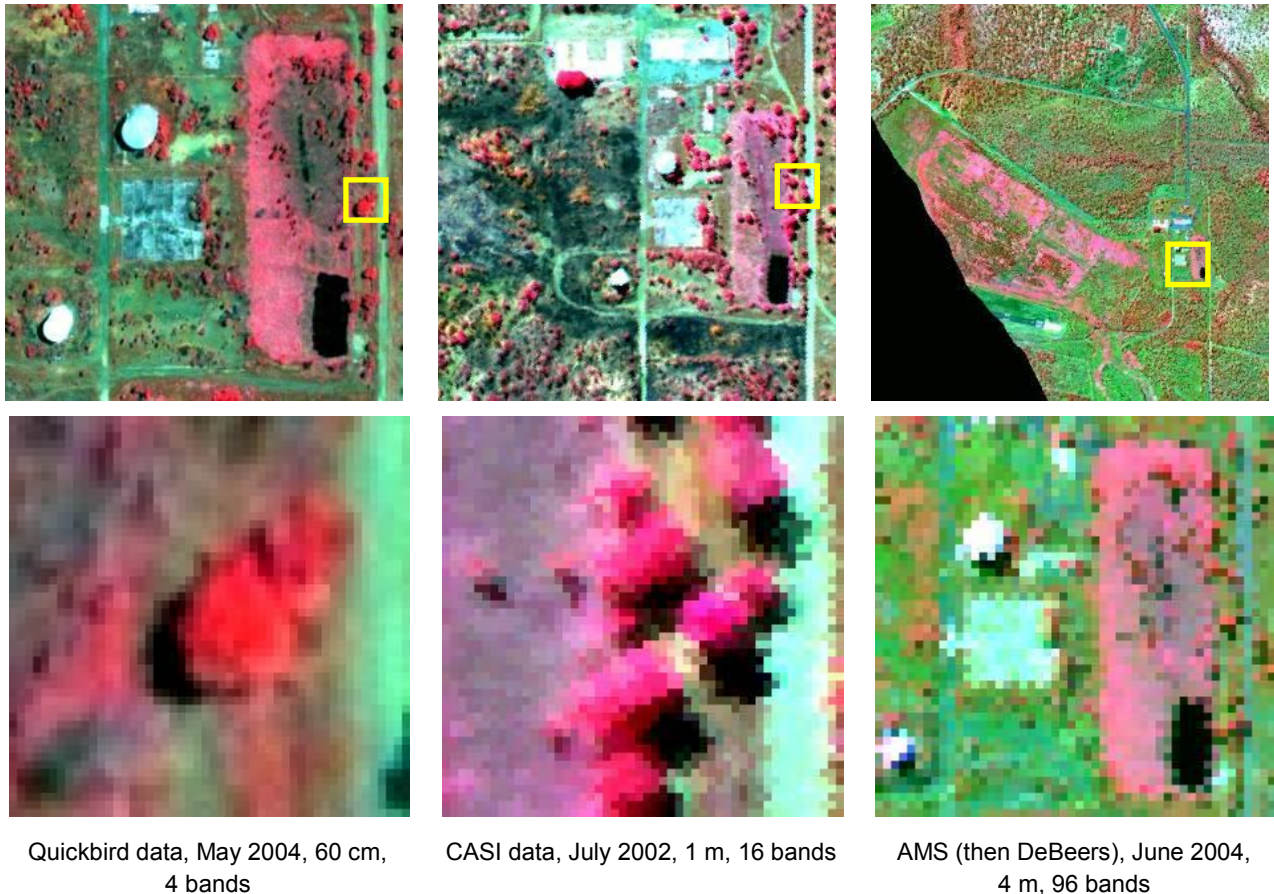 Quickbird data, May 2004, 60 cm,
4 bands
CASI data, July 2002, 1 m, 16 bands
AMS (then DeBeers), June 2004,
4 m, 96 bands